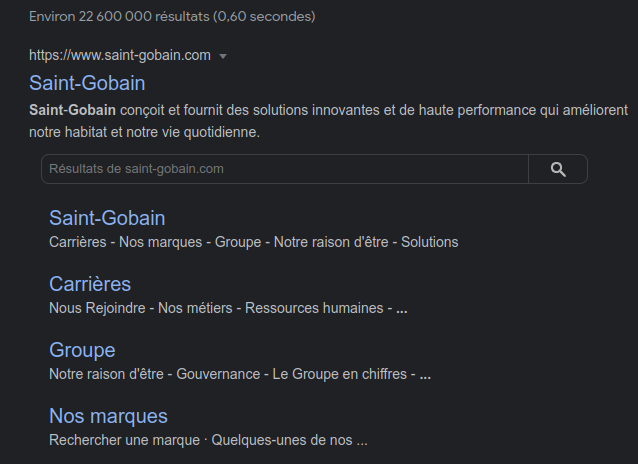 Environ 22 600 000 résultats (0,60 secondes)
https://www.saint-gobain.com
Saint-Gobain
Saint-Gobain conçoit et fournit des solutions innovantes et de haute performance qui améliorent
notre habitat et notre vie quotidienne.
Résultats de saint-gobain.com
Saint-Gobain
Carrières - Nos marques - Groupe - Notre raison d'être - Solutions
Carrières
Nous Rejoindre - Nos métiers - Ressources humaines - ...
Groupe
Notre raison d'être - Gouvernance - Le Groupe en chiffres - ...
Nos marques
Rechercher une marque · Quelques-unes de nos ...